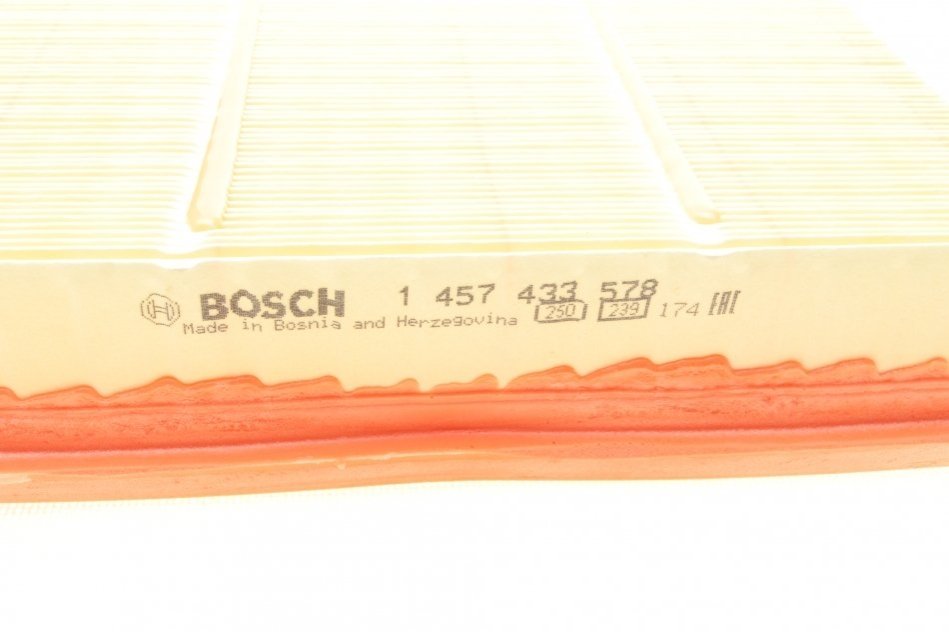 BOSCH 1 457 433 578
Made in Bosnia and Herzegovina 250 239 174 EAC